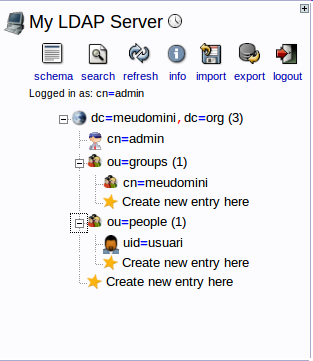 My LDAP Server
schema search refresh info import export logout
Logged in as: cn=admin
dc=meudomini, dc=org (3)
cn=admin
ou=groups (1)
cn=meudomini
Create new entry here
ou=people (1)
uid=usuari
Create new entry here
Create new entry here